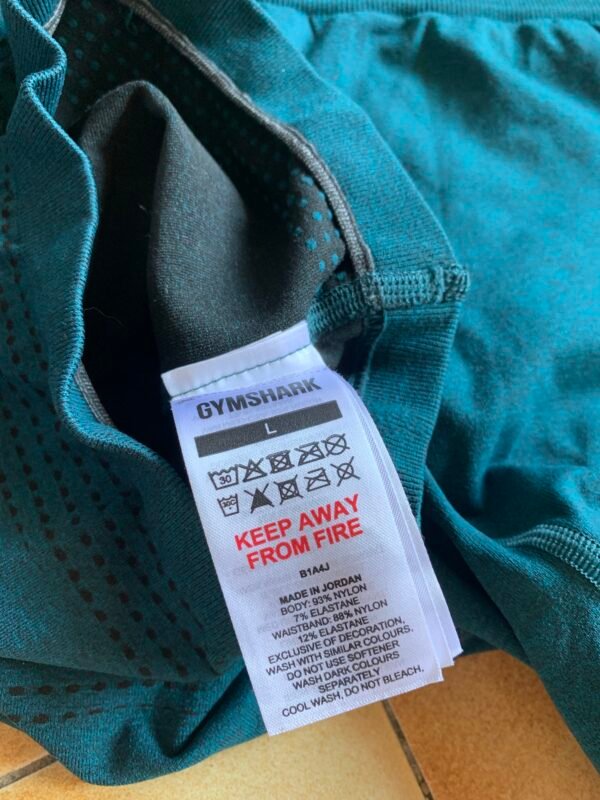 GYMSHARK
L
30
30C
KEEP AWAY
FROM FIRE
B1A4J
MADE IN JORDAN
BODY: 93% NYLON
7% ELASTANE
WAISTBAND: 88% NYLON
12% ELASTANE
EXCLUSIVE OF DECORATION,
WASH WITH SIMILAR COLOURS.
DO NOT USE SOFTENER
WASH DARK COLOURS
SEPARATELY
COOL WASH, DO NOT BLEACH,